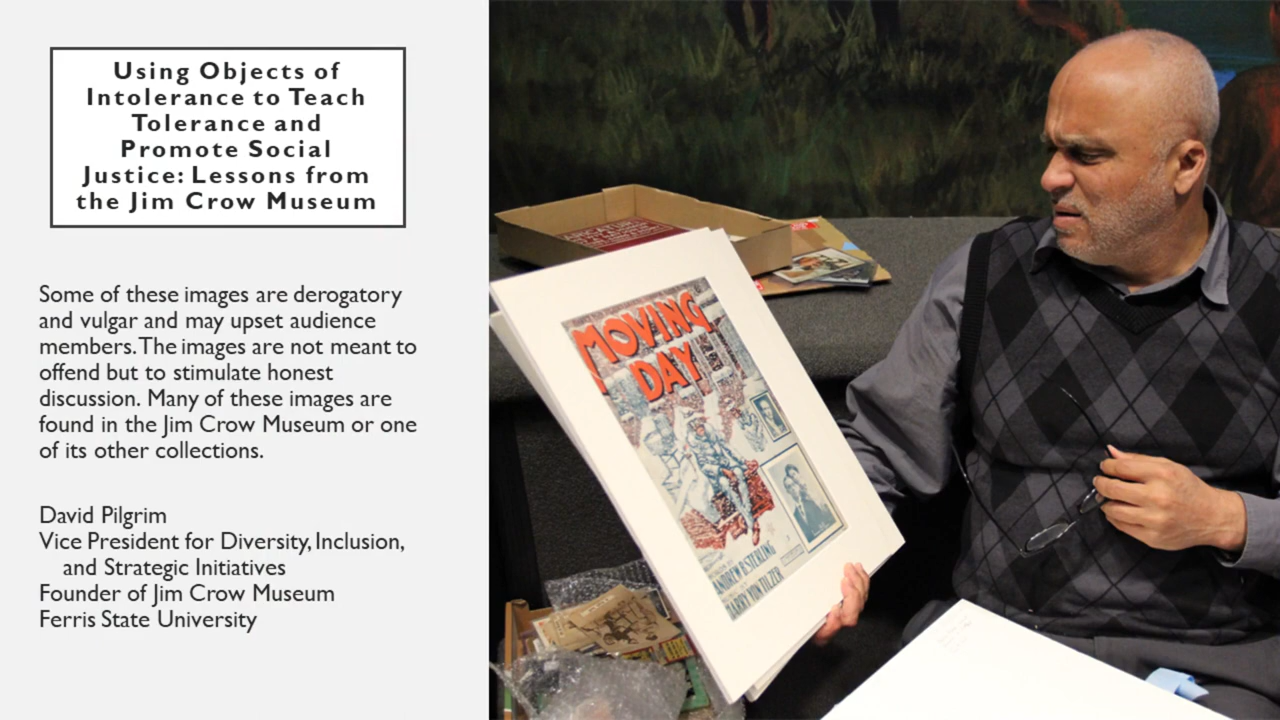 Using Objects of
Intolerance to Teach
Tolerance and
Promote Social
Justice: Lessons from
the Jim Crow Museum
Some of these images are derogatory
and vulgar and may upset audience
members. The images are not meant to
offend but to stimulate honest
discussion. Many of these images are
found in the Jim Crow Museum or one
of its other collections.
David Pilgrim
Vice President for Diversity, Inclusion,
and Strategic Initiatives
Founder of Jim Crow Museum
Ferris State University
MOVING
DAY
ANDREW B. STERLING
HARRY VON TILZER